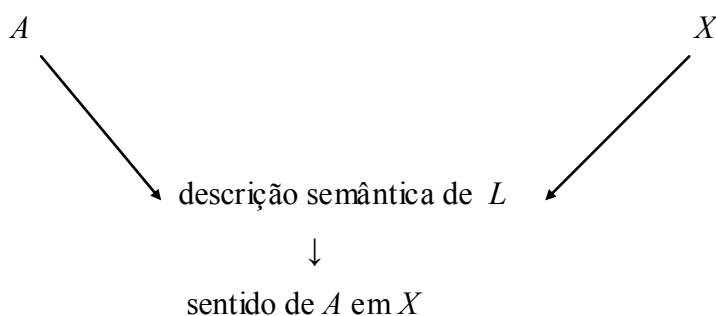 A X
descrição semântica de L
↓
sentido de A em X